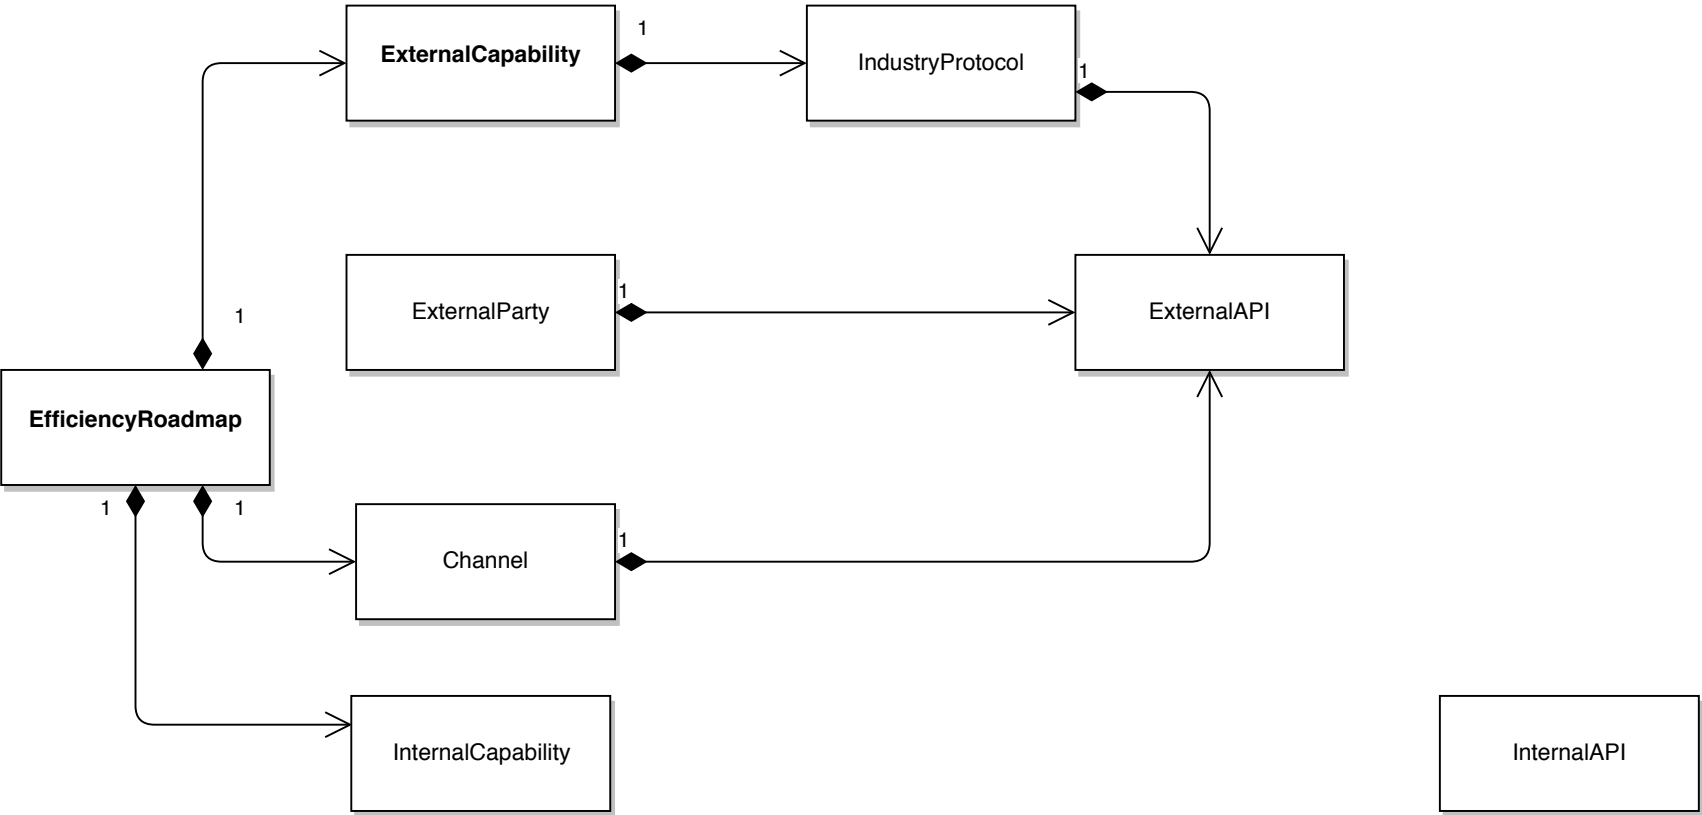 1
ExternalCapability
IndustryProtocol
1
1
ExternalParty
ExternalAPI
1
EfficiencyRoadmap
1
1
1
Channel
InternalCapability
InternalAPI